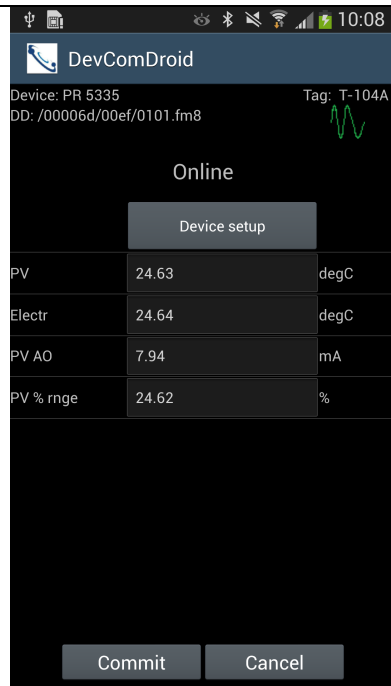 10:08
DevComDroid
Device: PR 5335 Tag: T-104A
DD: /00006d/00ef/0101.fm8
Online
Device setup
PV 24.63 degC
Electr 24.64 degC
PV AO 7.94 mA
PV % rnge 24.62 %
Commit Cancel